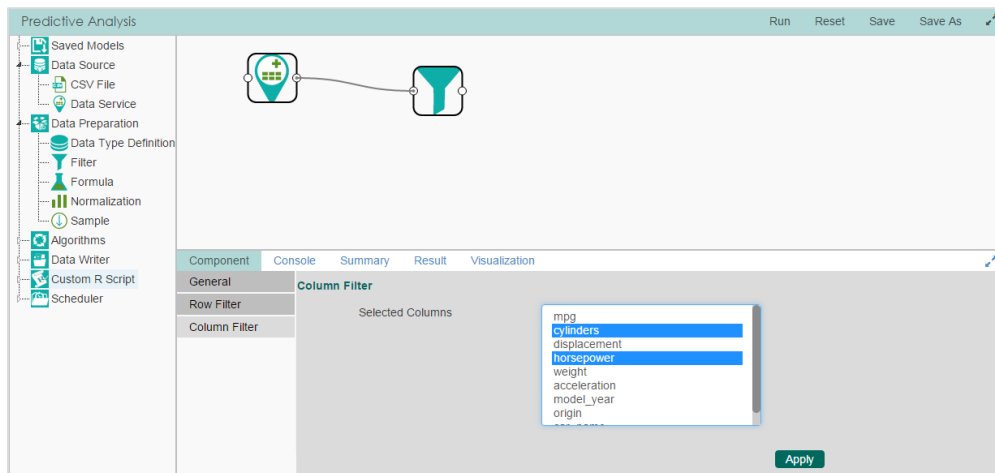 Predictive Analysis
Run Reset Save Save As
Saved Models
Data Source
CSV File
Data Service
Data Preparation
Data Type Definition
Filter
Formula
Normalization
Sample
Algorithms
Data Writer
Custom R Script
Scheduler
Component Console Summary Result Visualization
General
Row Filter
Column Filter
Column Filter
Selected Columns
mpg
cylinders
displacement
horsepower
weight
acceleration
model_year
origin
Apply